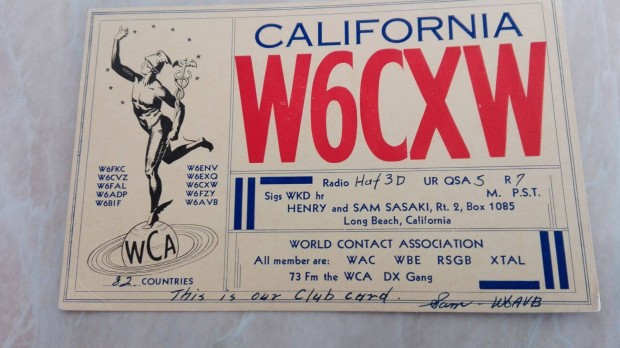 CALIFORNIA
W6CXW
W6FKC W6ENV
W6CVZ W6EXQ
W6FAL W6CXW
W6ADP W6FZY
W6BIF W6AVB
WCA
82 COUNTRIES
Radio Haf3D UR QSA 5 R 7
Sigs WKD hr M. P.S.T.
HENRY and SAM SASAKI, Rt. 2, Box 1085
Long Beach, California
WORLD CONTACT ASSOCIATION
All member are: WAC WBE RSGB XTAL
73 Fm the WCA DX Gang
This is our Club card. Sam - W6AVB